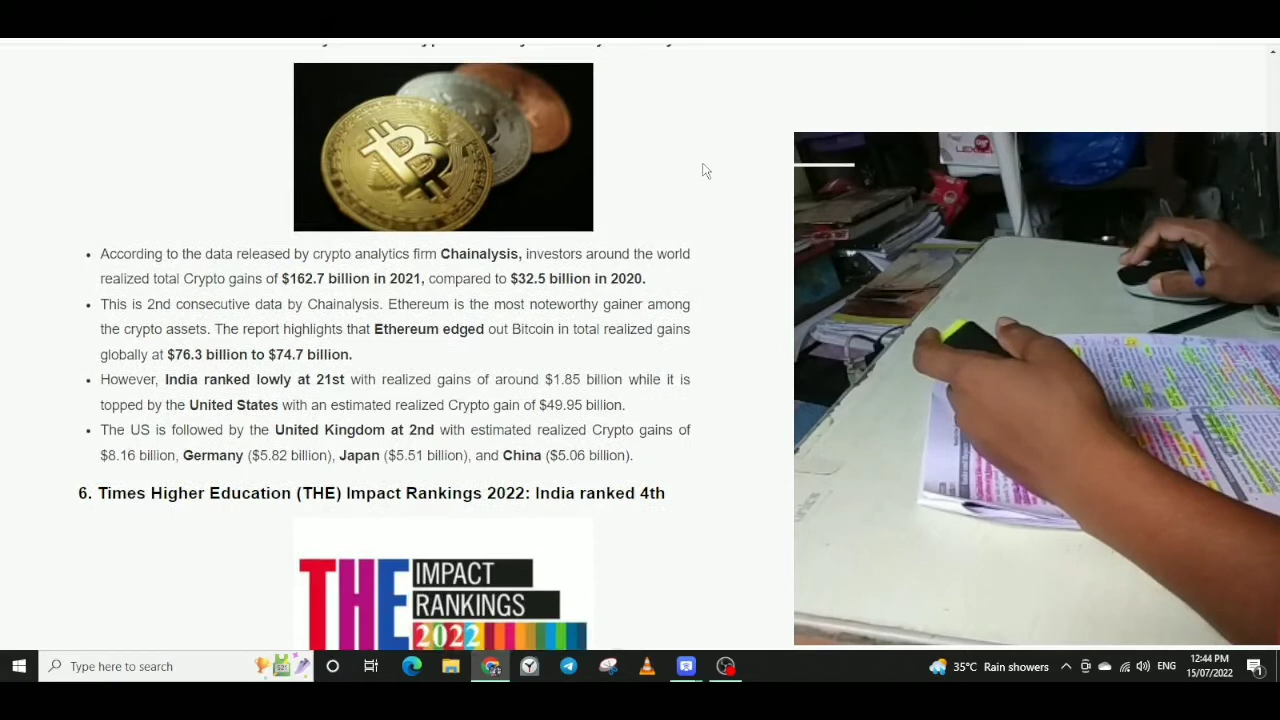 According to the data released by crypto analytics firm Chainalysis, investors around the world
realized total Crypto gains of $162.7 billion in 2021, compared to $32.5 billion in 2020.
This is 2nd consecutive data by Chainalysis. Ethereum is the most noteworthy gainer among
the crypto assets. The report highlights that Ethereum edged out Bitcoin in total realized gains
globally at $76.3 billion to $74.7 billion.
However, India ranked lowly at 21st with realized gains of around $1.85 billion while it is
topped by the United States with an estimated realized Crypto gain of $49.95 billion.
The US is followed by the United Kingdom at 2nd with estimated realized Crypto gains of
$8.16 billion, Germany ($5.82 billion), Japan ($5.51 billion), and China ($5.06 billion).
6. Times Higher Education (THE) Impact Rankings 2022: India ranked 4th
THE IMPACT
RANKINGS
2022
Type here to search
35°C Rain showers
ENG
12:44 PM
15/07/2022